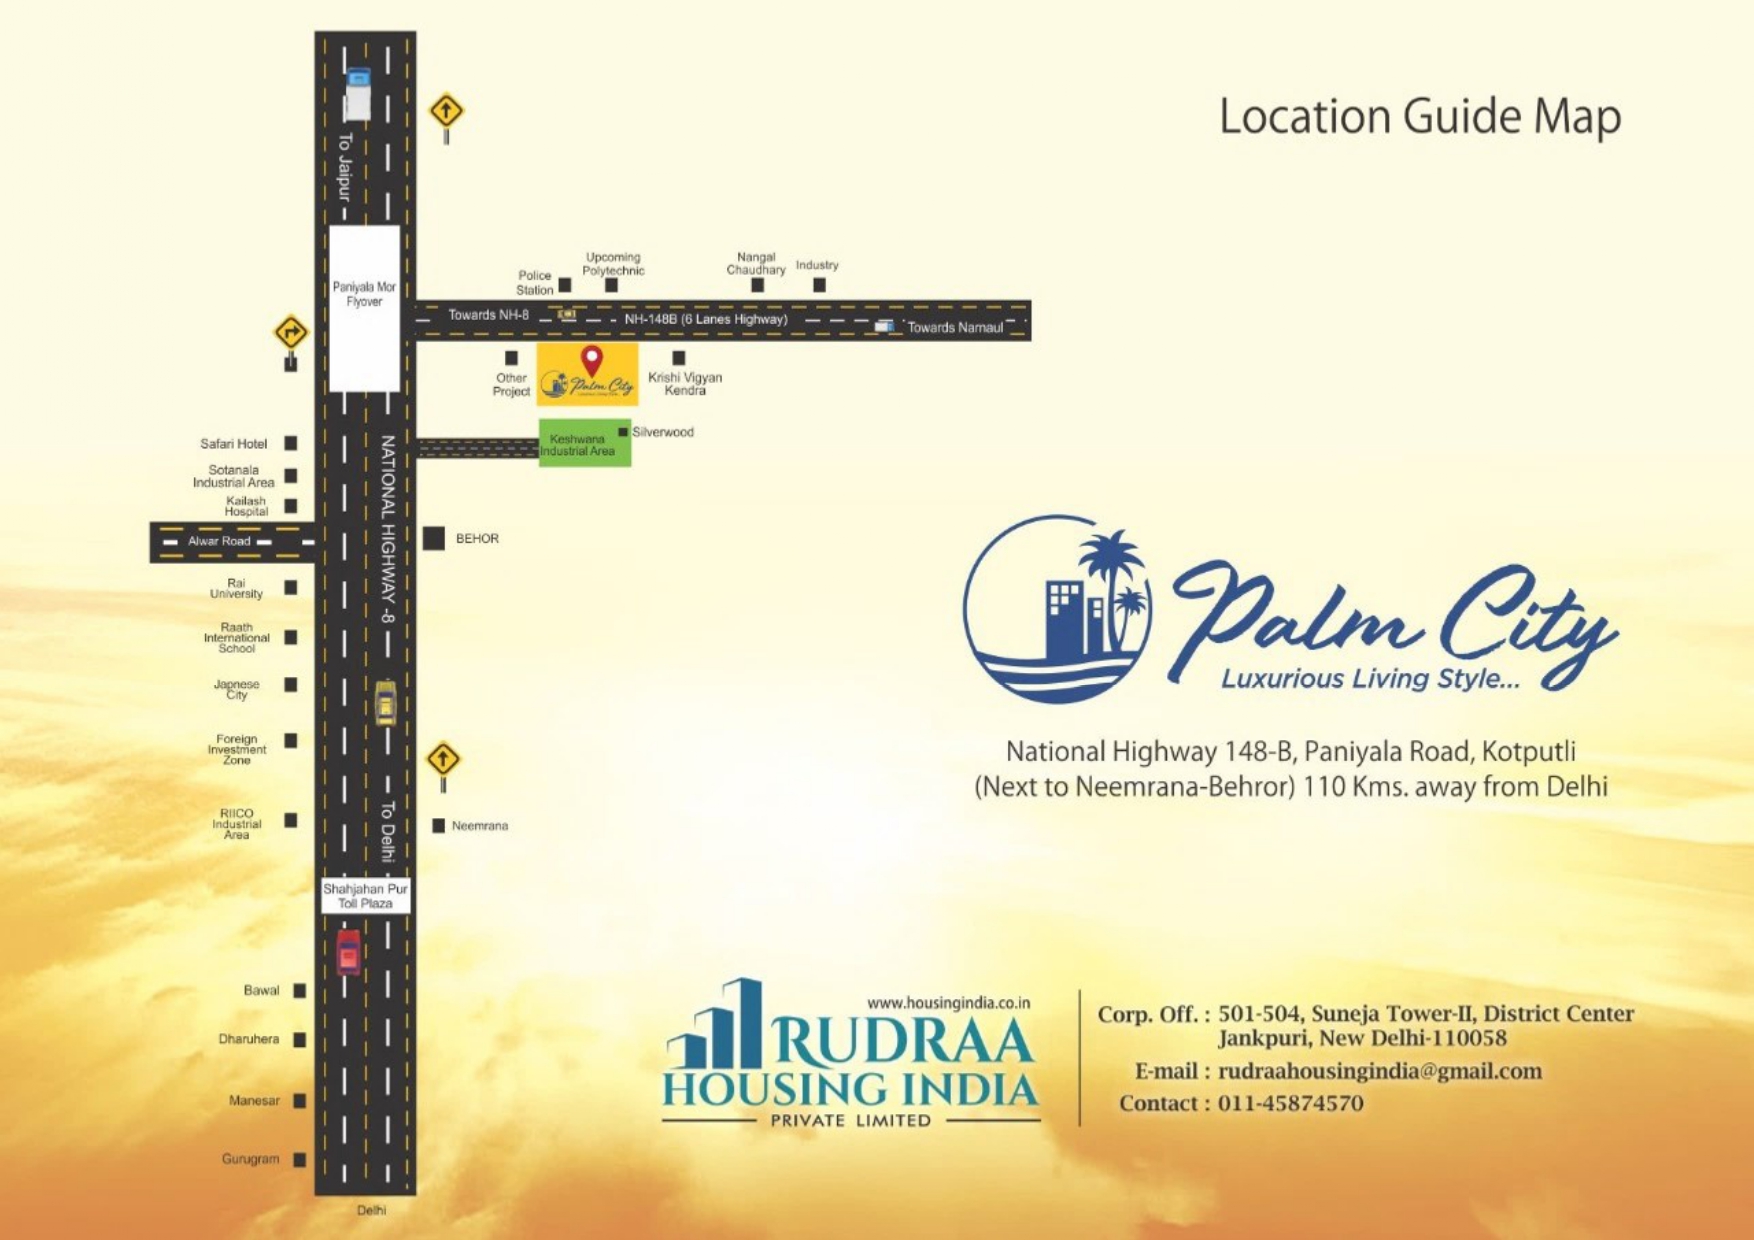 Location Guide Map
To Jaipur
Paniyala Mor
Flyover
Police
Station
Upcoming
Polytechnic
Nangal
Chaudhary
Industry
Towards NH-8
NH-148B (6 Lanes Highway)
Towards Narnaul
Other
Project
Palm City
Krishi Vigyan
Kendra
Keshwana
Industrial Area
Silverwood
Safari Hotel
Sotanala
Industrial Area
Kailash
Hospital
Alwar Road
NATIONAL HIGHWAY -8
BEHOR
Rai
University
Raath
International
School
Japnese
City
Foreign
Investment
Zone
RIICO
Industrial
Area
To Delhi
Neemrana
Shahjahan Pur
Toll Plaza
Bawal
Dharuhera
Manesar
Gurugram
Delhi
Palm City
Luxurious Living Style...
National Highway 148-B, Paniyala Road, Kotputli
(Next to Neemrana-Behror) 110 Kms. away from Delhi
www.housingindia.co.in
RUDRAA
HOUSING INDIA
PRIVATE LIMITED
Corp. Off. : 501-504, Suneja Tower-II, District Center
Jankpuri, New Delhi-110058
E-mail : rudraahousingindia@gmail.com
Contact : 011-45874570